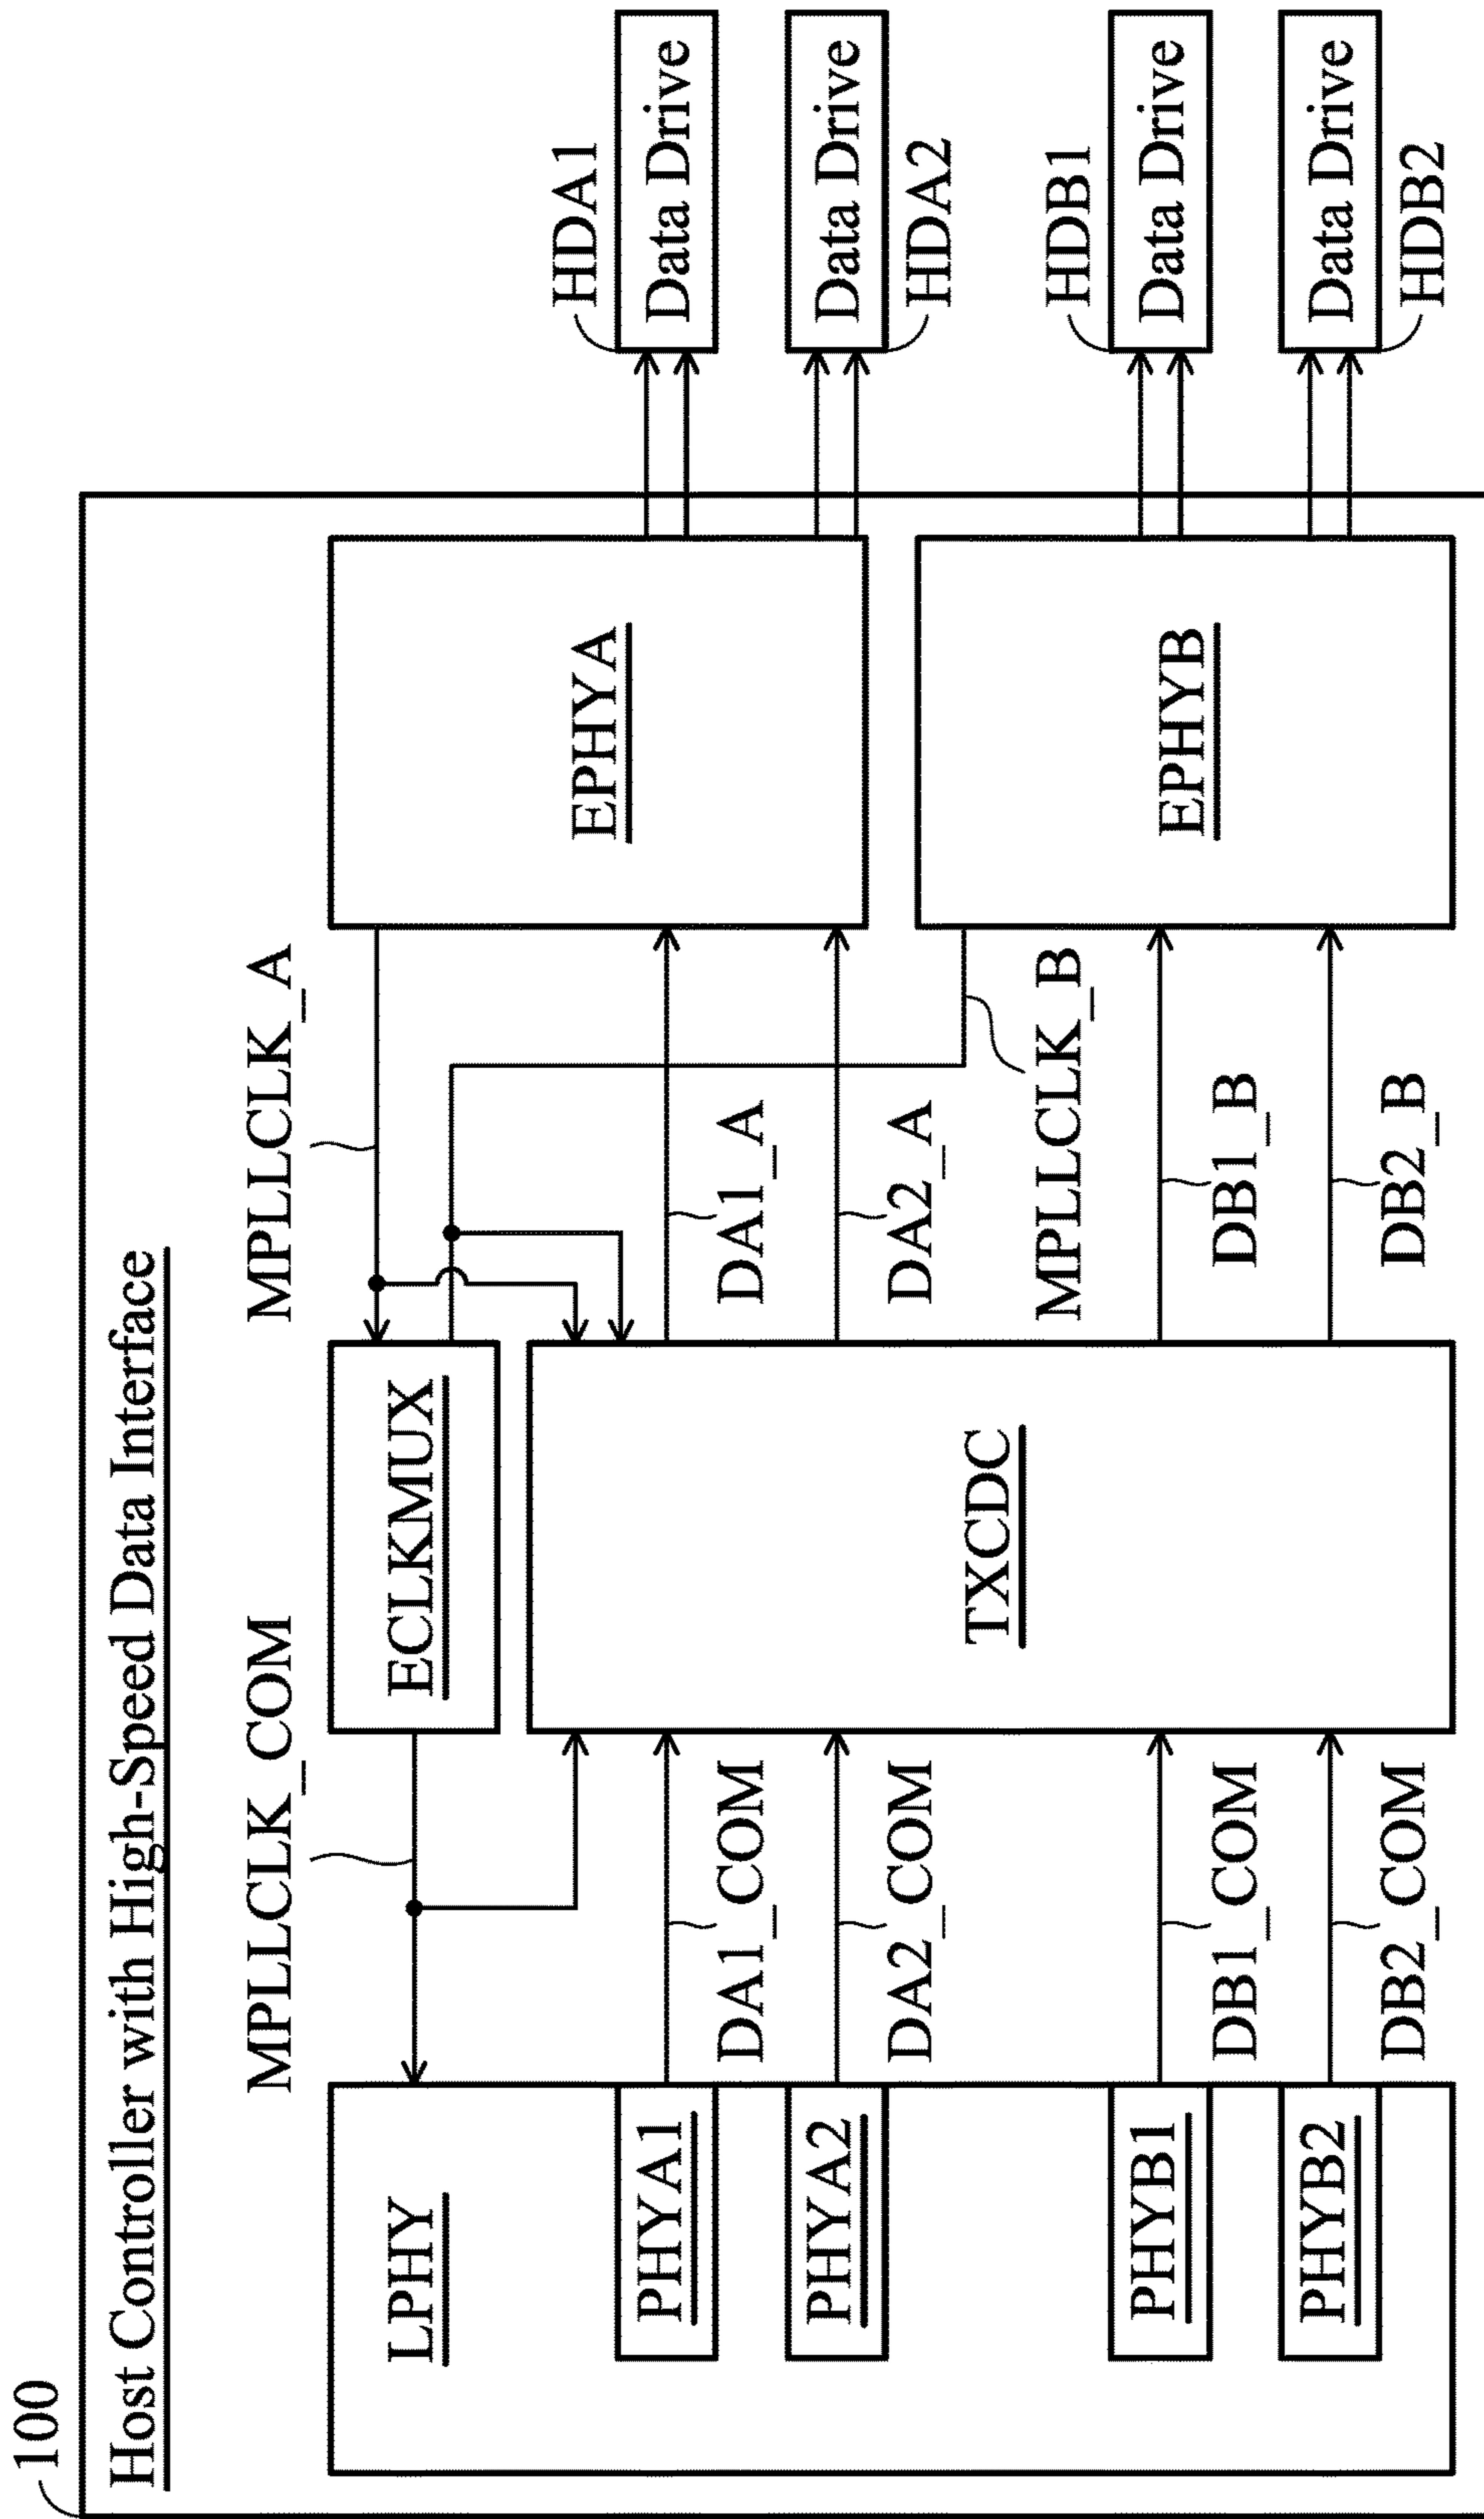 100
Host Controller with High-Speed Data Interface
MPLLCLK_COM
MPLLCLK_A
LPHY
ECLKMUX
EPHYA
HDA1
PHYA1
DA1_COM
DA1_A
Data Drive
PHYA2
DA2_COM
DA2_A
Data Drive
HDA2
TXCDC
MPLLCLK_B
EPHYB
HDB1
PHYB1
DB1_COM
DB1_B
Data Drive
PHYB2
DB2_COM
DB2_B
Data Drive
HDB2